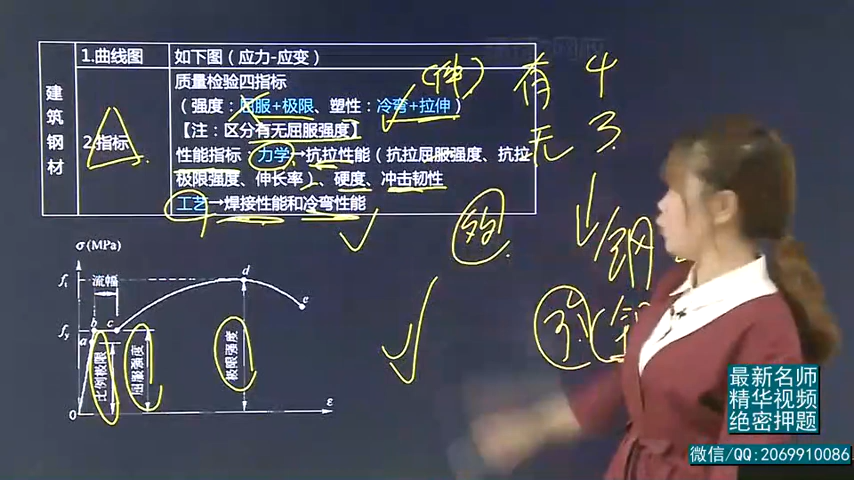 建筑钢材
1.曲线图
如下图（应力-应变）
2.指标
质量检验四指标
（强度：屈服+极限、塑性：冷弯+拉伸）
【注：区分有无屈服强度】
性能指标：力学→抗拉性能（抗拉屈服强度、抗拉
极限强度、伸长率）、硬度、冲击韧性
工艺→焊接性能和冷弯性能
（伸）
有 4
无 3
钢
σ(MPa)
流幅
d
e
b
c
a
fy
比例极限
屈服强度
极限强度
0
ε
最新名师
精华视频
绝密押题
微信/QQ:2069910086